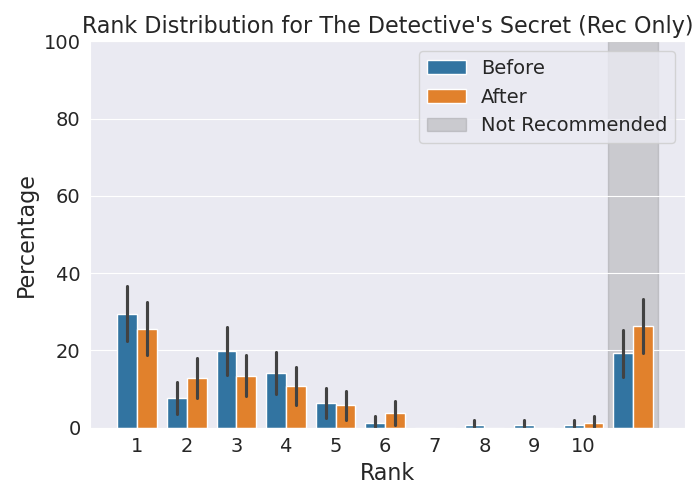 Rank Distribution for The Detective's Secret (Rec Only)
100
80
60
40
20
0
Percentage
Before
After
Not Recommended
1 2 3 4 5 6 7 8 9 10
Rank